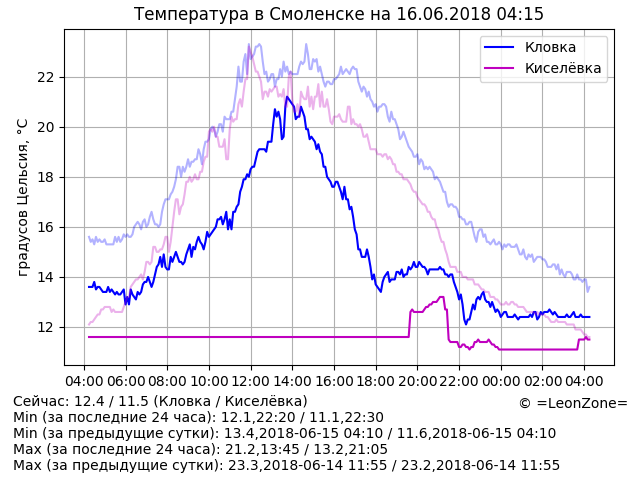 Температура в Смоленске на 16.06.2018 04:15
Кловка
Киселёвка
градусов Цельсия, °C
22
20
18
16
14
12
04:00 06:00 08:00 10:00 12:00 14:00 16:00 18:00 20:00 22:00 00:00 02:00 04:00
Сейчас: 12.4 / 11.5 (Кловка / Киселёвка)
© =LeonZone=
Min (за последние 24 часа): 12.1,22:20 / 11.1,22:30
Min (за предыдущие сутки): 13.4,2018-06-15 04:10 / 11.6,2018-06-15 04:10
Max (за последние 24 часа): 21.2,13:45 / 13.2,21:05
Max (за предыдущие сутки): 23.3,2018-06-14 11:55 / 23.2,2018-06-14 11:55